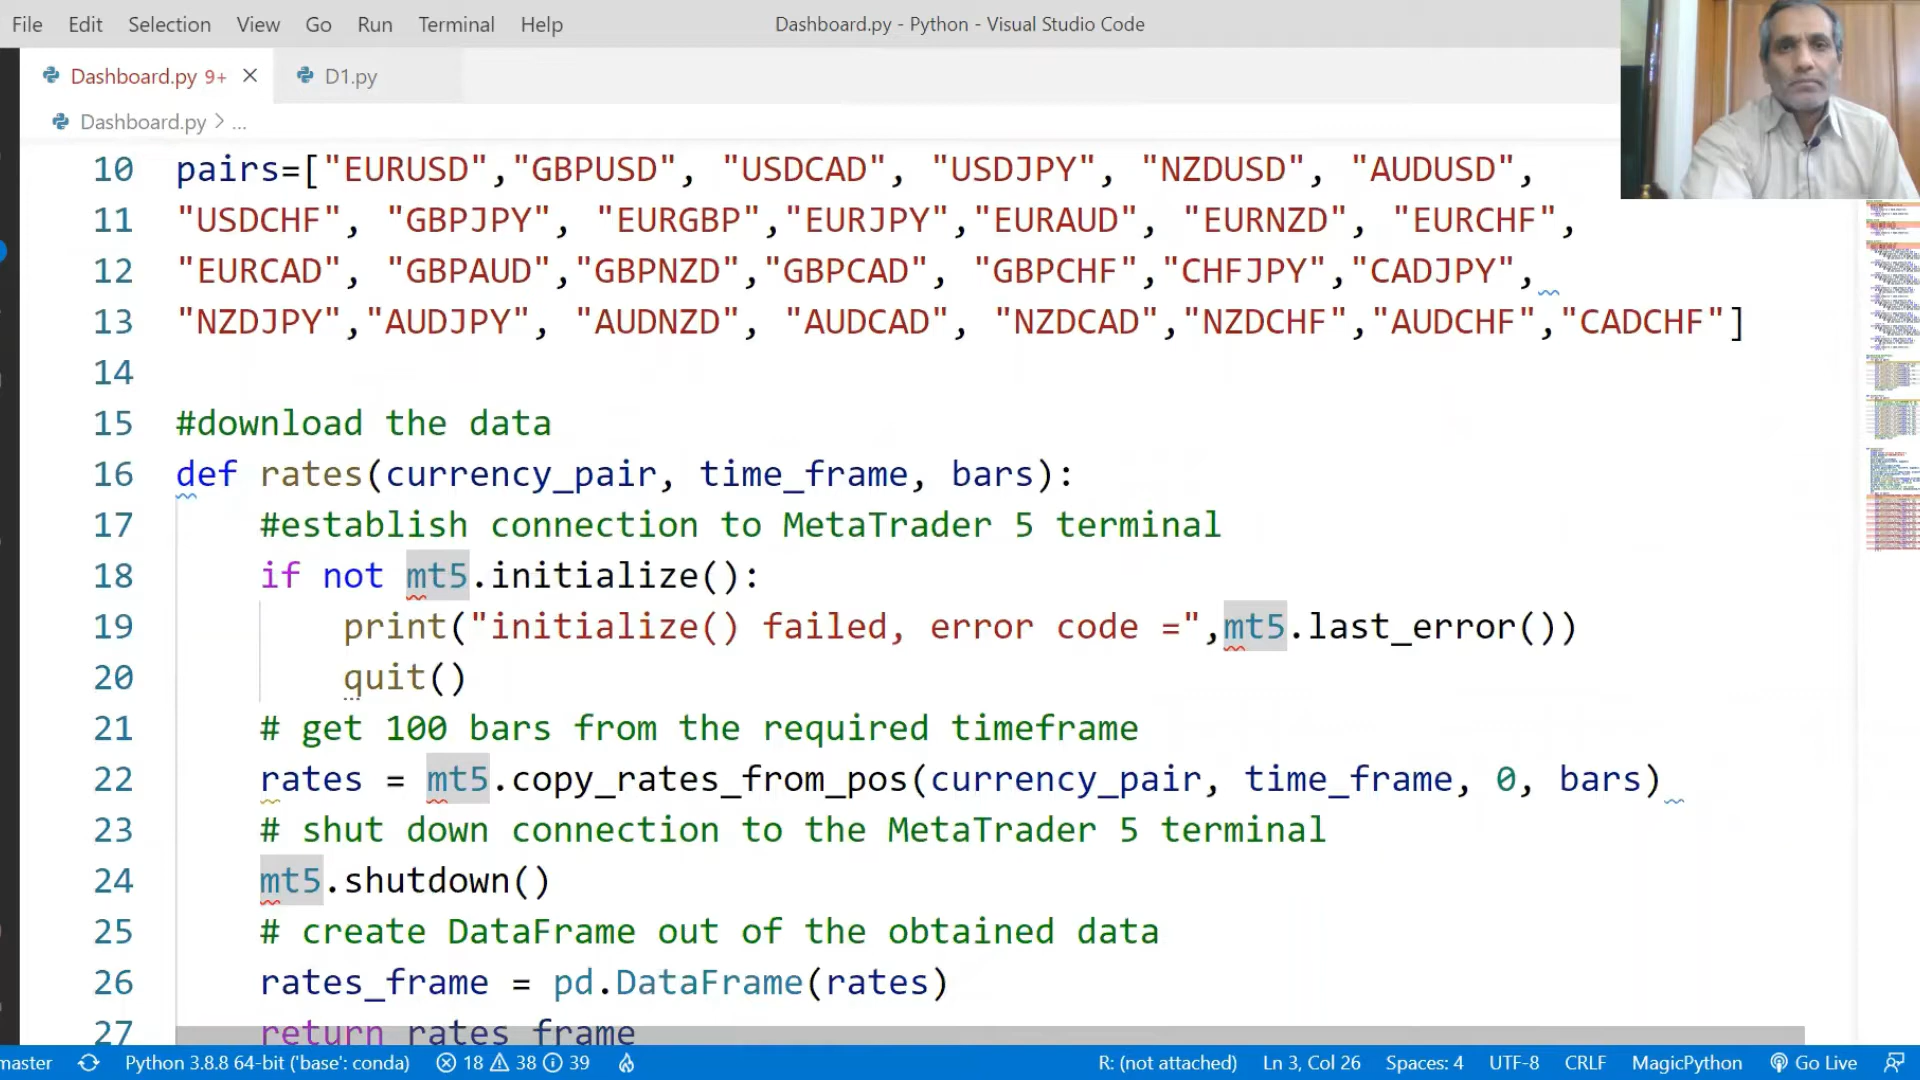 File Edit Selection View Go Run Terminal Help Dashboard.py - Python - Visual Studio Code
Dashboard.py 9+ D1.py
Dashboard.py > ...
10 pairs=["EURUSD","GBPUSD", "USDCAD", "USDJPY", "NZDUSD", "AUDUSD",
11 "USDCHF", "GBPJPY", "EURGBP","EURJPY","EURAUD", "EURNZD", "EURCHF",
12 "EURCAD", "GBPAUD","GBPNZD","GBPCAD", "GBPCHF","CHFJPY","CADJPY",
13 "NZDJPY","AUDJPY", "AUDNZD", "AUDCAD", "NZDCAD","NZDCHF","AUDCHF","CADCHF"]
14
15 #download the data
16 def rates(currency_pair, time_frame, bars):
17 #establish connection to MetaTrader 5 terminal
18 if not mt5.initialize():
19 print("initialize() failed, error code =",mt5.last_error())
20 quit()
21 # get 100 bars from the required timeframe
22 rates = mt5.copy_rates_from_pos(currency_pair, time_frame, 0, bars)
23 # shut down connection to the MetaTrader 5 terminal
24 mt5.shutdown()
25 # create DataFrame out of the obtained data
26 rates_frame = pd.DataFrame(rates)
27 return rates_frame
master Python 3.8.8 64-bit ('base': conda) 18 38 39 R: (not attached) Ln 3, Col 26 Spaces: 4 UTF-8 CRLF MagicPython Go Live